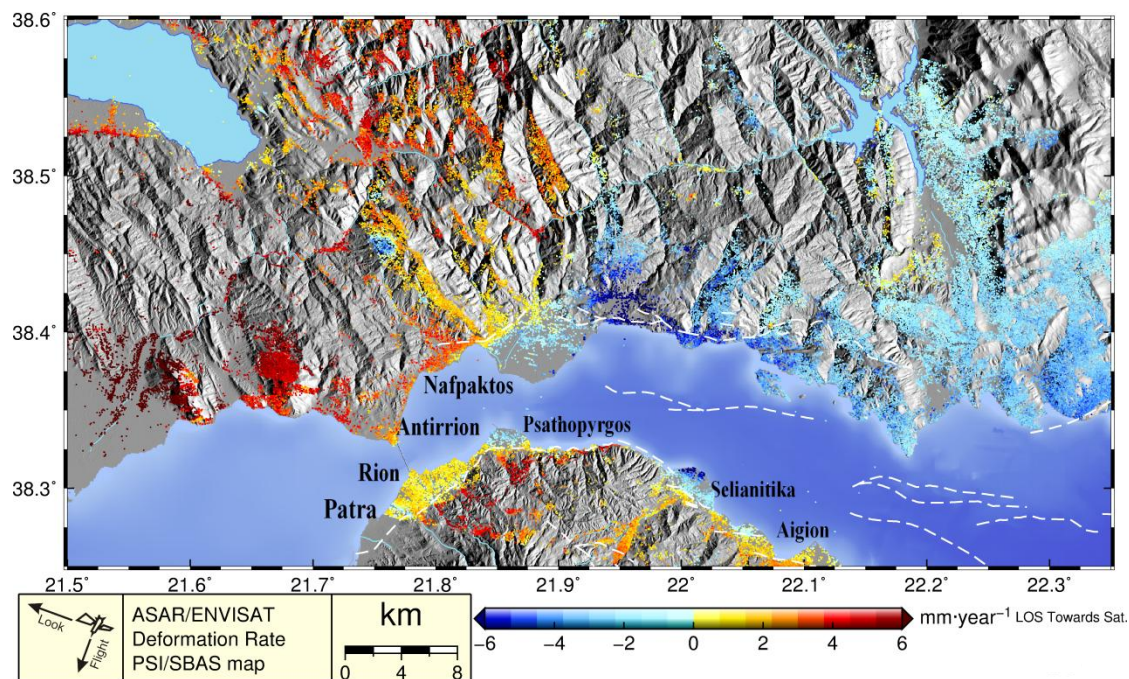 38.6°
38.5°
38.4°
38.3°
Nafpaktos
Antirrion
Psathopyrgos
Rion
Selianitika
Patra
Aigion
21.5° 21.6° 21.7° 21.8° 21.9° 22° 22.1° 22.2° 22.3°
Look
Flight
ASAR/ENVISAT
Deformation Rate
PSI/SBAS map
km
0 4 8
−6 −4 −2 0 2 4 6
mm·year⁻¹ LOS Towards Sat.